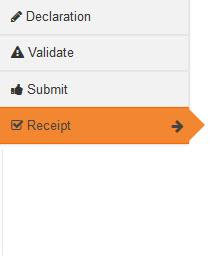 Declaration
Validate
Submit
Receipt